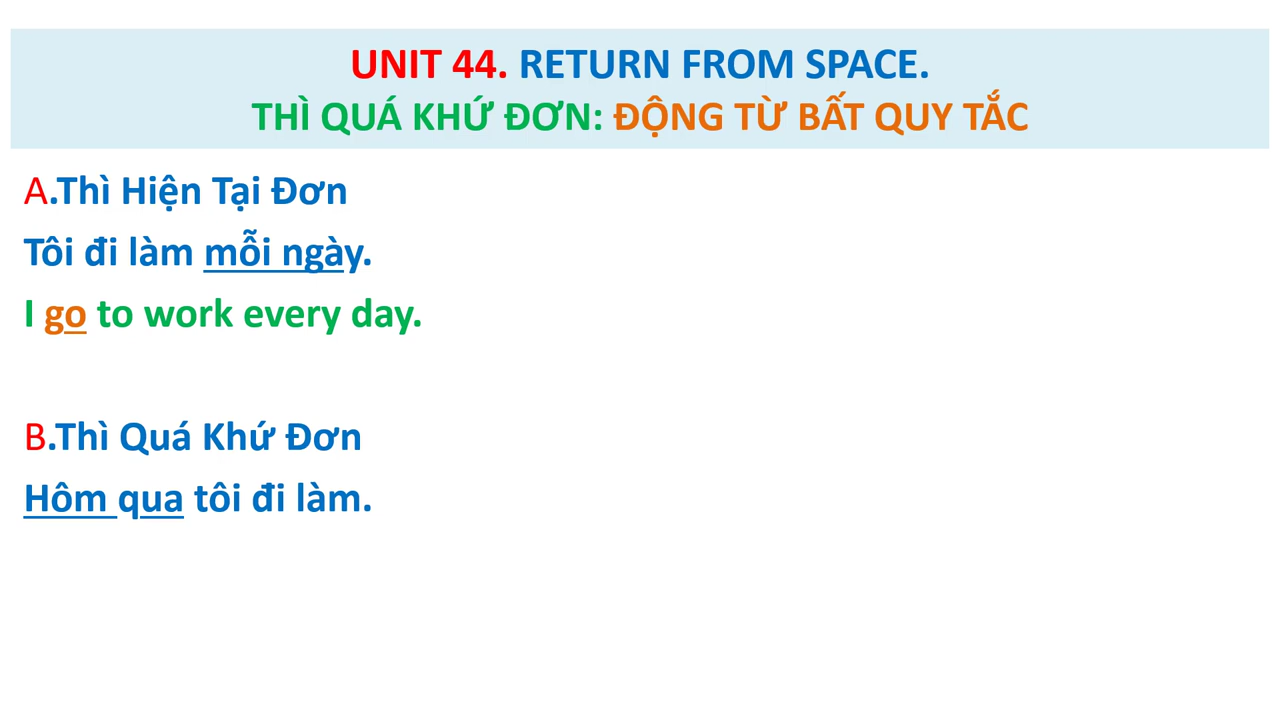 UNIT 44. RETURN FROM SPACE.
THÌ QUÁ KHỨ ĐƠN: ĐỘNG TỪ BẤT QUY TẮC
A.Thì Hiện Tại Đơn
Tôi đi làm mỗi ngày.
I go to work every day.
B.Thì Quá Khứ Đơn
Hôm qua tôi đi làm.